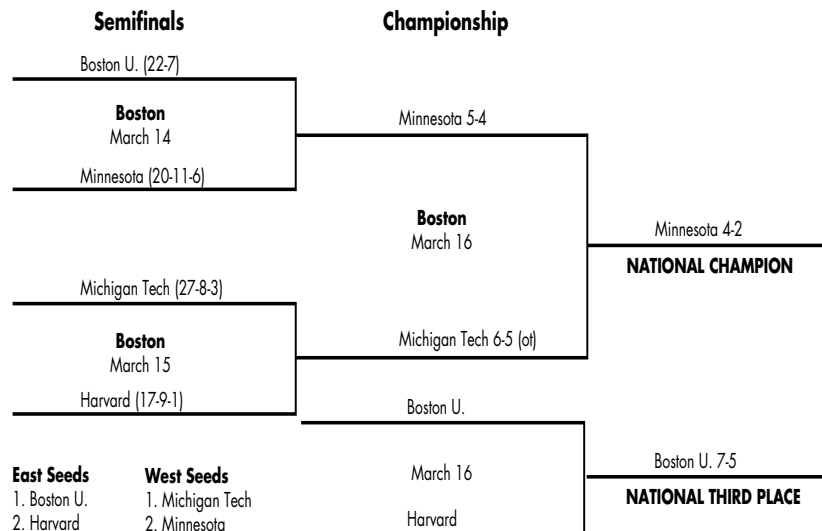 Semifinals
Championship
Boston U. (22-7)
Boston
March 14
Minnesota (20-11-6)
Minnesota 5-4
Boston
March 16
Minnesota 4-2
NATIONAL CHAMPION
Michigan Tech (27-8-3)
Boston
March 15
Harvard (17-9-1)
Michigan Tech 6-5 (ot)
Boston U.
March 16
Harvard
Boston U. 7-5
NATIONAL THIRD PLACE
East Seeds
1. Boston U.
2. Harvard
West Seeds
1. Michigan Tech
2. Minnesota